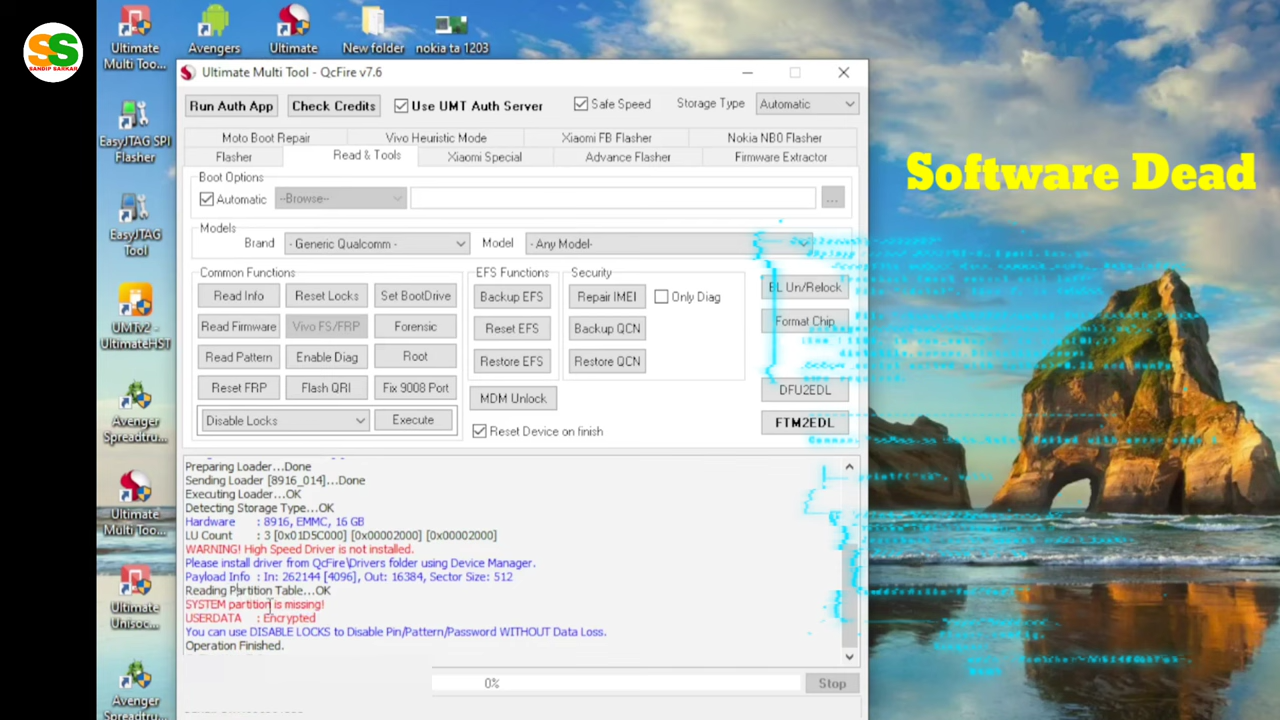 SS
SANDIP SARKAR
Ultimate
Multi Too...
Avengers
Ultimate
New folder
nokia ta 1203
EasyJTAG SPI
Flasher
EasyJTAG
Tool
UMTv2 -
UltimateHST
Avenger
Spreadtru...
Ultimate
Multi Too...
Ultimate
Unisoc...
Avenger
Spreadtru...
Ultimate Multi Tool - QcFire v7.6
Run Auth App
Check Credits
Use UMT Auth Server
Safe Speed
Storage Type
Automatic
Moto Boot Repair
Vivo Heuristic Mode
Xiaomi FB Flasher
Nokia NB0 Flasher
Flasher
Read & Tools
Xiaomi Special
Advance Flasher
Firmware Extractor
Boot Options
Automatic
--Browse--
...
Models
Brand
- Generic Qualcomm -
Model
- Any Model-
Common Functions
Read Info
Reset Locks
Set BootDrive
Read Firmware
Vivo FS/FRP
Forensic
Read Pattern
Enable Diag
Root
Reset FRP
Flash QRI
Fix 9008 Port
Disable Locks
Execute
EFS Functions
Backup EFS
Reset EFS
Restore EFS
Security
Repair IMEI
Only Diag
Backup QCN
Restore QCN
MDM Unlock
Reset Device on finish
BL Un/Relock
Format Chip
DFU2EDL
FTM2EDL
Preparing Loader...Done
Sending Loader [8916_014]...Done
Executing Loader...OK
Detecting Storage Type...OK
Hardware : 8916, EMMC, 16 GB
LU Count : 3 [0x01D5C000] [0x00002000] [0x00002000]
WARNING! High Speed Driver is not installed.
Please install driver from QcFire\Drivers folder using Device Manager.
Payload Info : In: 262144 [4096], Out: 16384, Sector Size: 512
Reading Partition Table...OK
SYSTEM partition is missing!
USERDATA : Encrypted
You can use DISABLE LOCKS to Disable Pin/Pattern/Password WITHOUT Data Loss.
Operation Finished.
0%
Stop
Software Dead